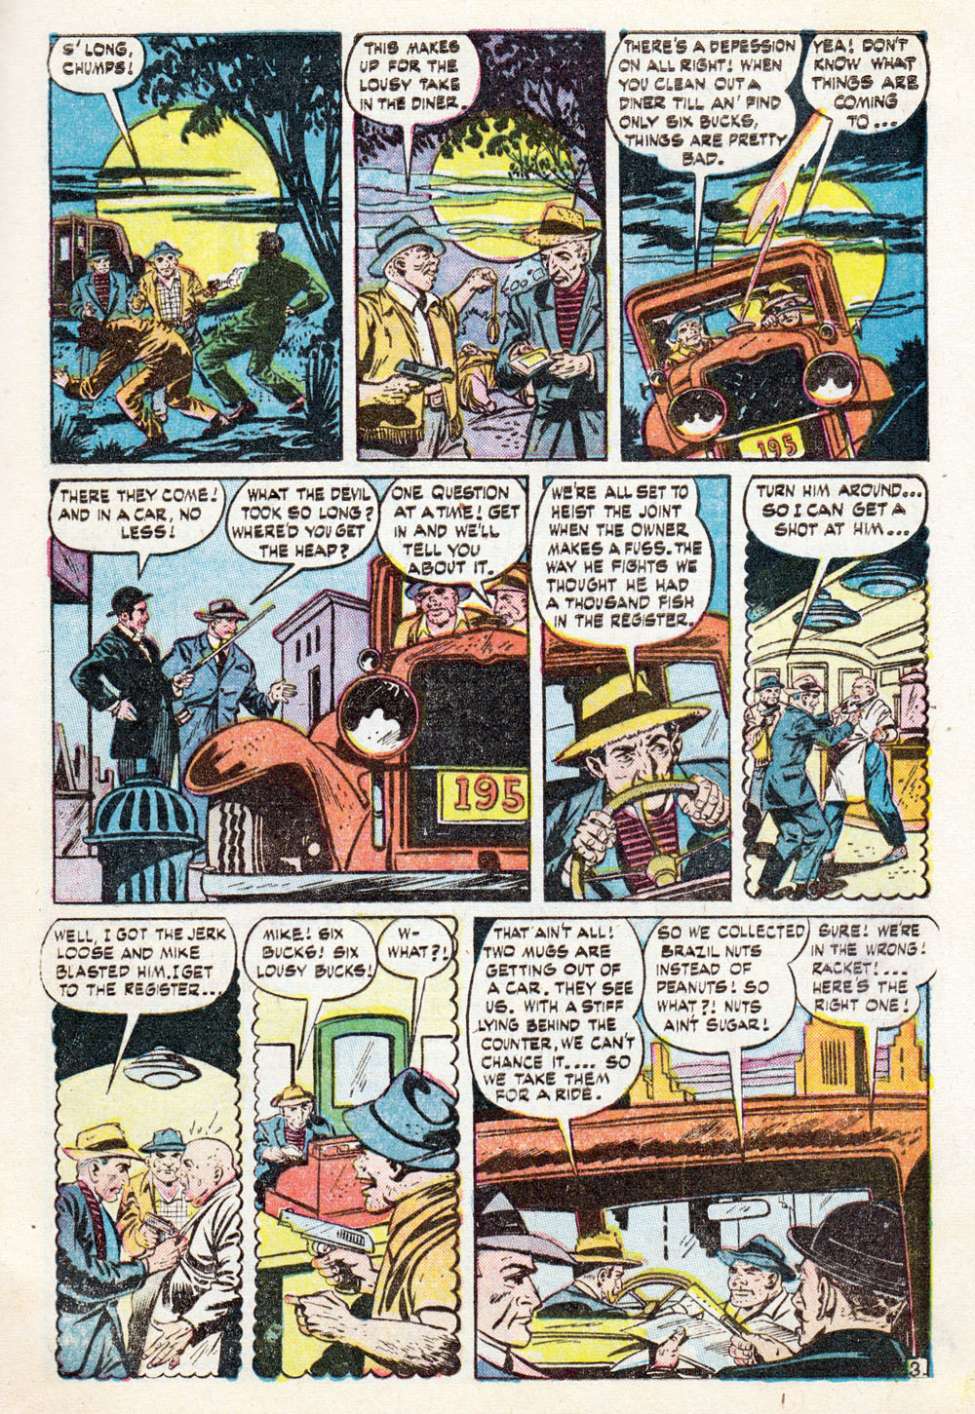 S' LONG,
CHUMPS!
THIS MAKES
UP FOR THE
LOUSY TAKE
IN THE DINER.
THERE'S A DEPESSION
ON ALL RIGHT! WHEN
YOU CLEAN OUT A
DINER TILL AN' FIND
ONLY SIX BUCKS,
THINGS ARE PRETTY
BAD.
YEA! DON'T
KNOW WHAT
THINGS ARE
COMING
TO...
195
THERE THEY COME!
AND IN A CAR, NO
LESS!
WHAT THE DEVIL
TOOK SO LONG?
WHERE'D YOU GET
THE HEAP?
ONE QUESTION
AT A TIME! GET
IN AND WE'LL
TELL YOU
ABOUT IT.
195
WE'RE ALL SET TO
HEIST THE JOINT
WHEN THE OWNER
MAKES A FUSS. THE
WAY HE FIGHTS WE
THOUGHT HE HAD
A THOUSAND FISH
IN THE REGISTER.
TURN HIM AROUND...
SO I CAN GET A
SHOT AT HIM...
WELL, I GOT THE JERK
LOOSE AND MIKE
BLASTED HIM. I GET
TO THE REGISTER...
MIKE! SIX
BUCKS! SIX
LOUSY BUCKS!
W-
WHAT?!
THAT AIN'T ALL!
TWO MUGS ARE
GETTING OUT OF
A CAR. THEY SEE
US. WITH A STIFF
LYING BEHIND THE
COUNTER, WE CAN'T
CHANCE IT.... SO
WE TAKE THEM
FOR A RIDE.
SO WE COLLECTED
BRAZIL NUTS
INSTEAD OF
PEANUTS! SO
WHAT?! NUTS
AIN'T SUGAR!
SURE! WE'RE
IN THE WRONG!
RACKET!....
HERE'S THE
RIGHT ONE!
3